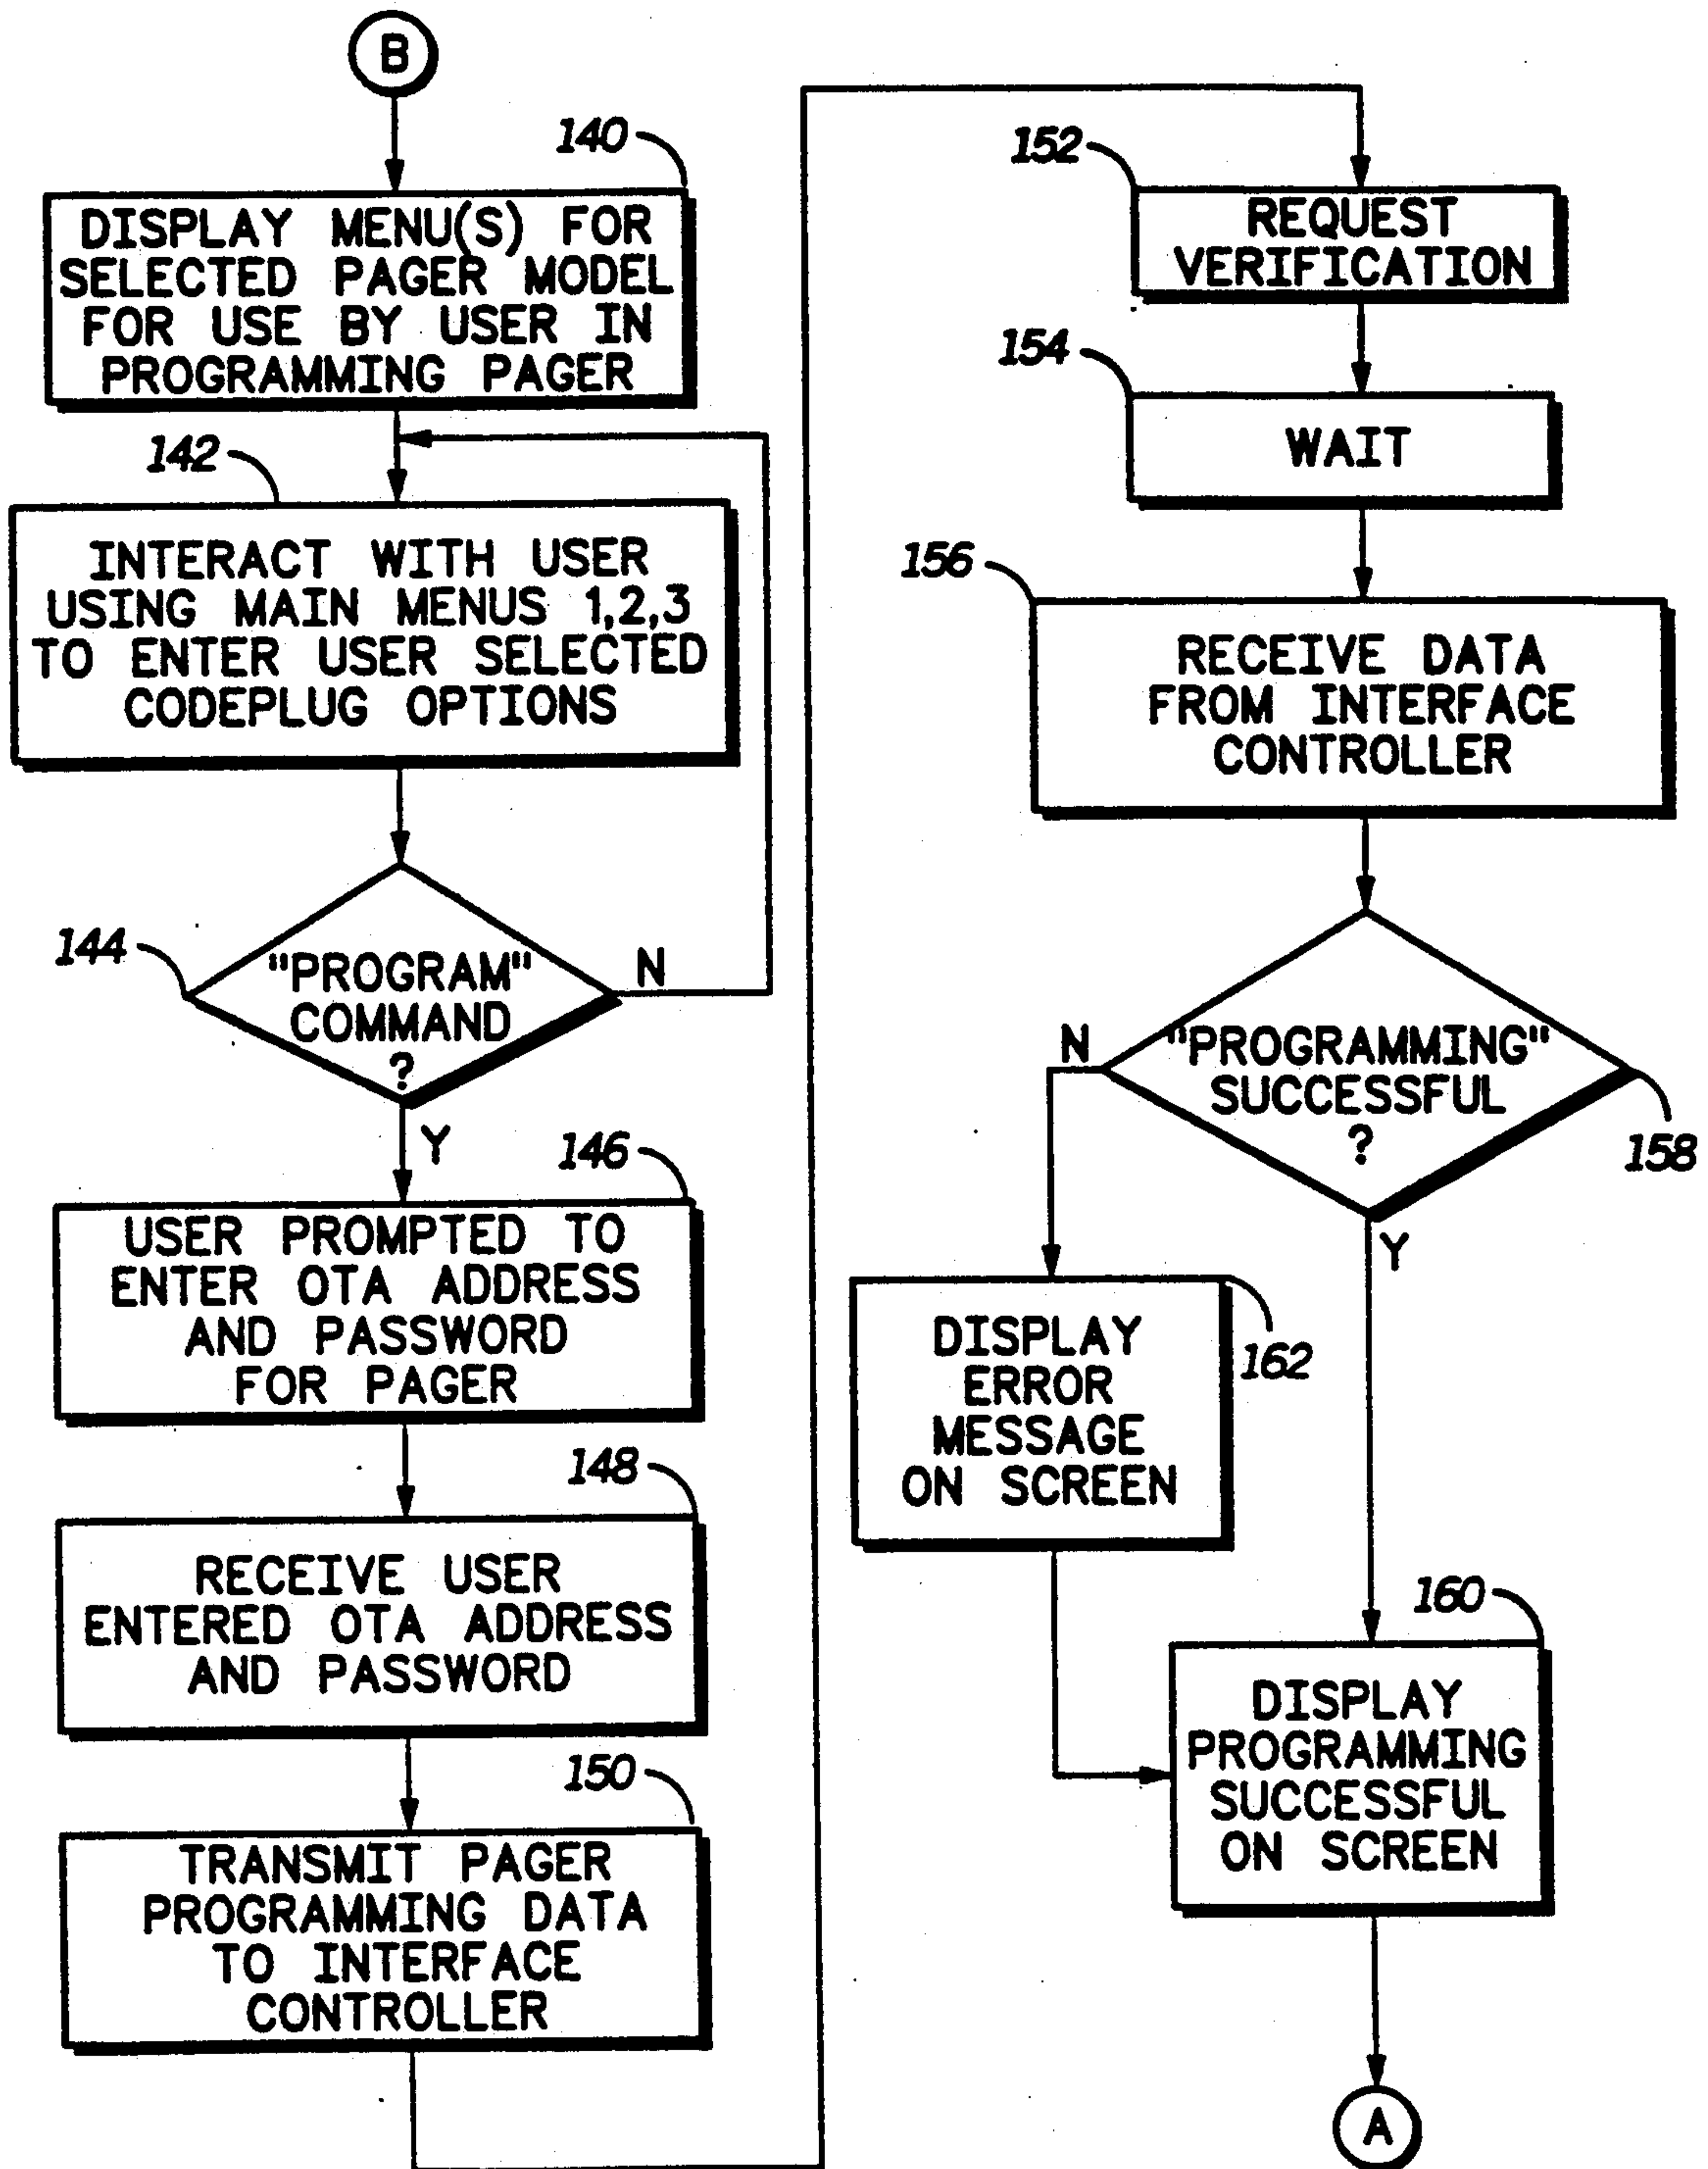 B
140
DISPLAY MENU(S) FOR
SELECTED PAGER MODEL
FOR USE BY USER IN
PROGRAMMING PAGER
142
INTERACT WITH USER
USING MAIN MENUS 1,2,3
TO ENTER USER SELECTED
CODEPLUG OPTIONS
144
"PROGRAM"
COMMAND
?
N
Y
146
USER PROMPTED TO
ENTER OTA ADDRESS
AND PASSWORD
FOR PAGER
148
RECEIVE USER
ENTERED OTA ADDRESS
AND PASSWORD
150
TRANSMIT PAGER
PROGRAMMING DATA
TO INTERFACE
CONTROLLER
152
REQUEST
VERIFICATION
154
WAIT
156
RECEIVE DATA
FROM INTERFACE
CONTROLLER
N
"PROGRAMMING"
SUCCESSFUL
?
158
Y
162
DISPLAY
ERROR
MESSAGE
ON SCREEN
160
DISPLAY
PROGRAMMING
SUCCESSFUL
ON SCREEN
A